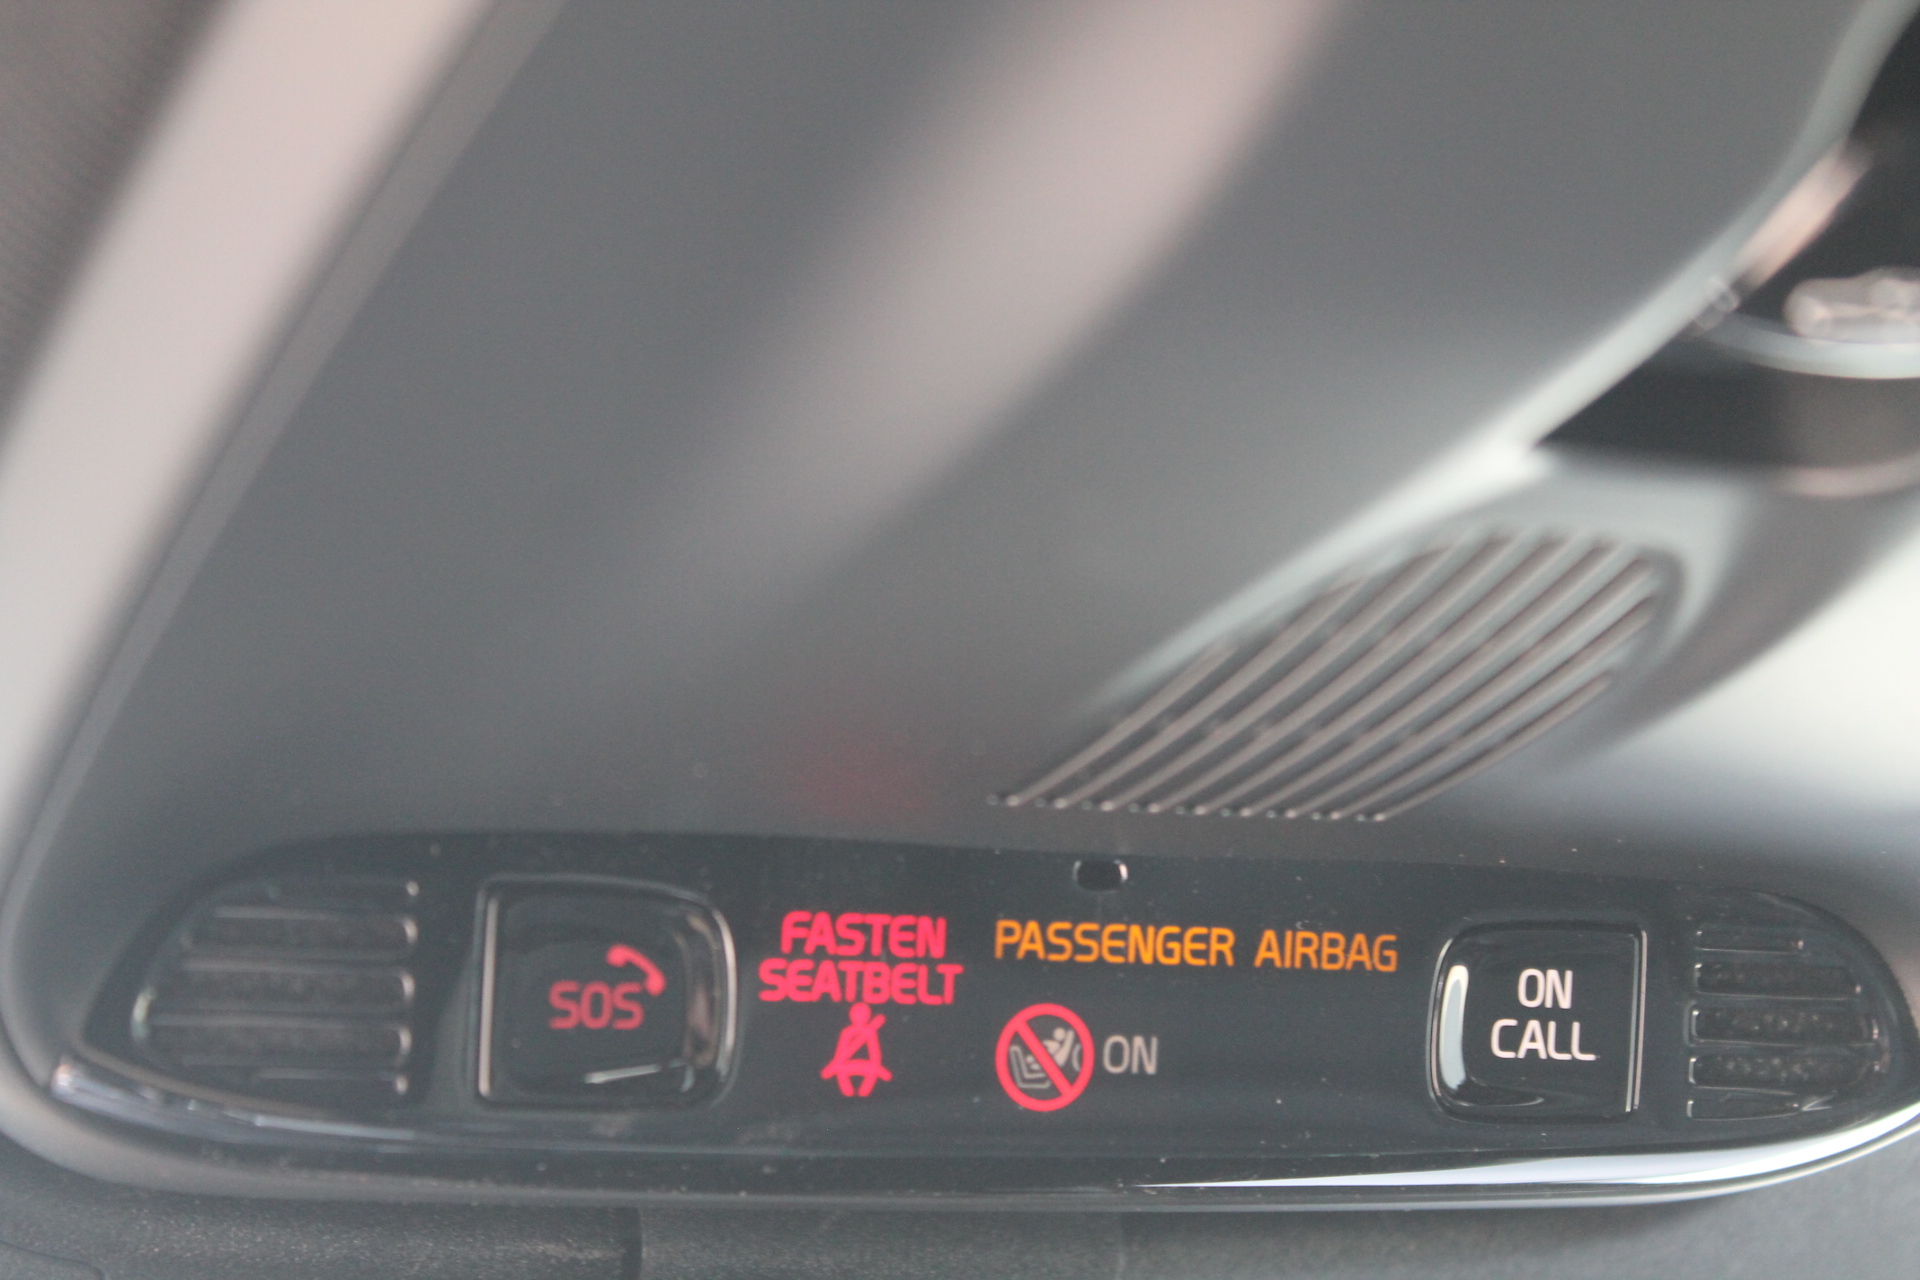 SOS
FASTEN
SEATBELT
PASSENGER AIRBAG
ON
ON
CALL